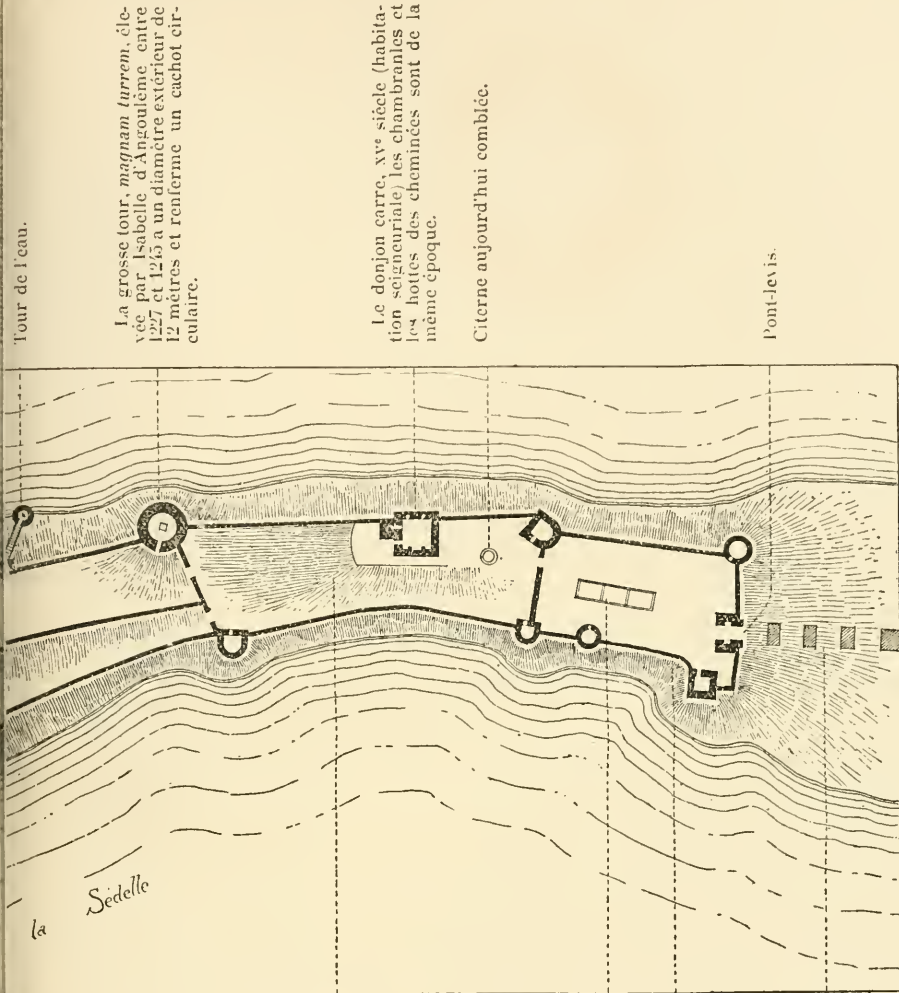 Tour de l'eau.
La grosse tour, magnam turrem, éle-
vée par Isabelle d'Angoulême entre
1227 et 1245 a un diamètre extérieur de
12 mètres et renferme un cachot cir-
culaire.
Le donjon carre, XVe siècle (habita-
tion seigneuriale) les chambranles et
les hottes des cheminées sont de la
même époque.
Citerne aujourd'hui comblée.
Pont-levis.
la Sédelle